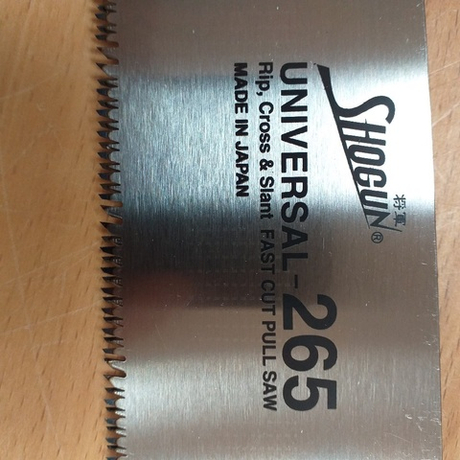 SHOGUN®
将軍
UNIVERSAL-265
Rip, Cross & Slant FAST CUT PULL SAW
MADE IN JAPAN